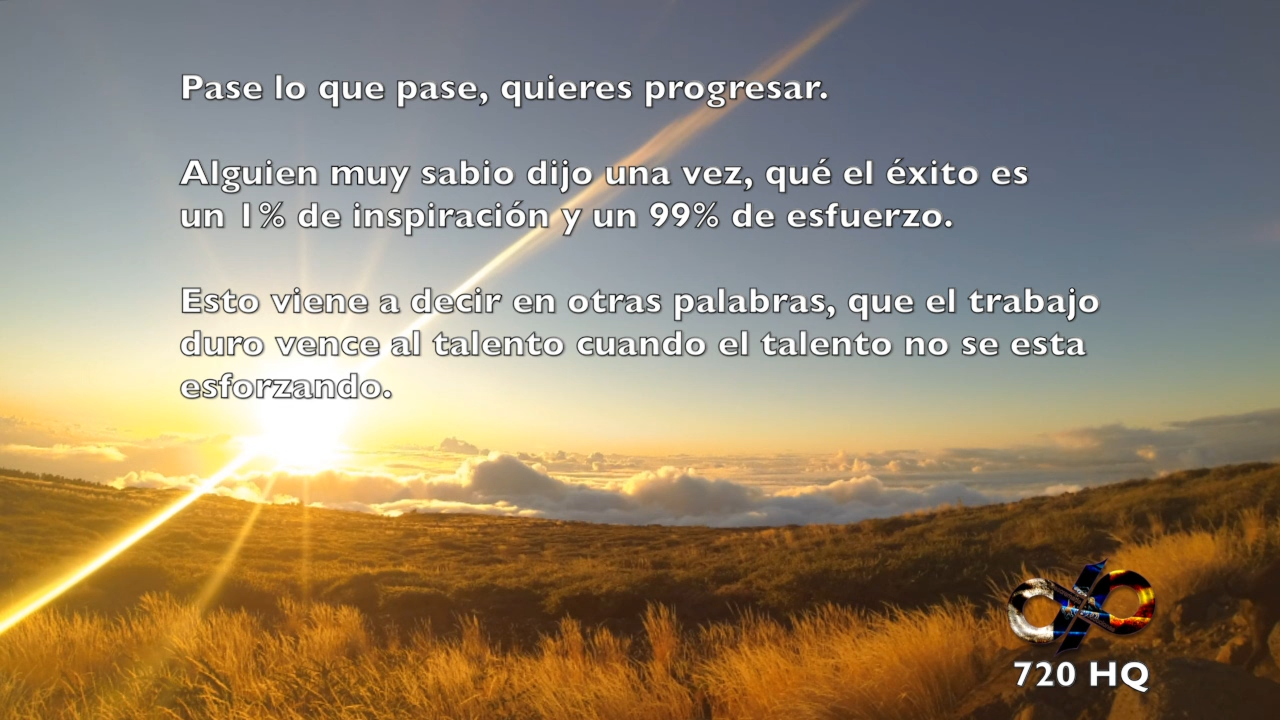 Pase lo que pase, quieres progresar.
Alguien muy sabio dijo una vez, qué el éxito es
un 1% de inspiración y un 99% de esfuerzo.
Esto viene a decir en otras palabras, que el trabajo
duro vence al talento cuando el talento no se esta
esforzando.
720 HQ